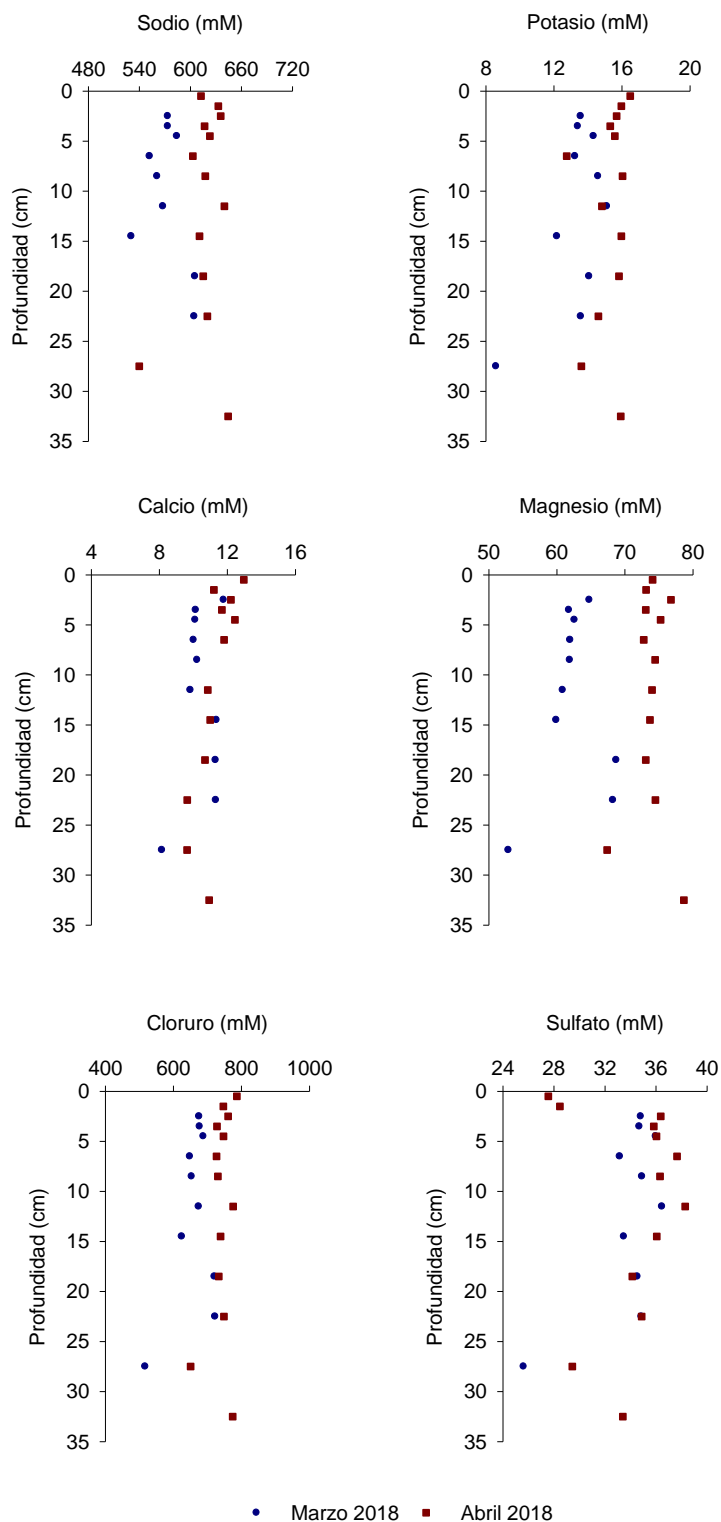 Sodio (mM)
480 540 600 660 720
0
5
10
15
20
25
30
35
Profundidad (cm)
Potasio (mM)
8 12 16 20
0
5
10
15
20
25
30
35
Profundidad (cm)
Calcio (mM)
4 8 12 16
0
5
10
15
20
25
30
35
Profundidad (cm)
Magnesio (mM)
50 60 70 80
0
5
10
15
20
25
30
35
Profundidad (cm)
Cloruro (mM)
400 600 800 1000
0
5
10
15
20
25
30
35
Profundidad (cm)
Sulfato (mM)
24 28 32 36 40
0
5
10
15
20
25
30
35
Profundidad (cm)
Marzo 2018 Abril 2018